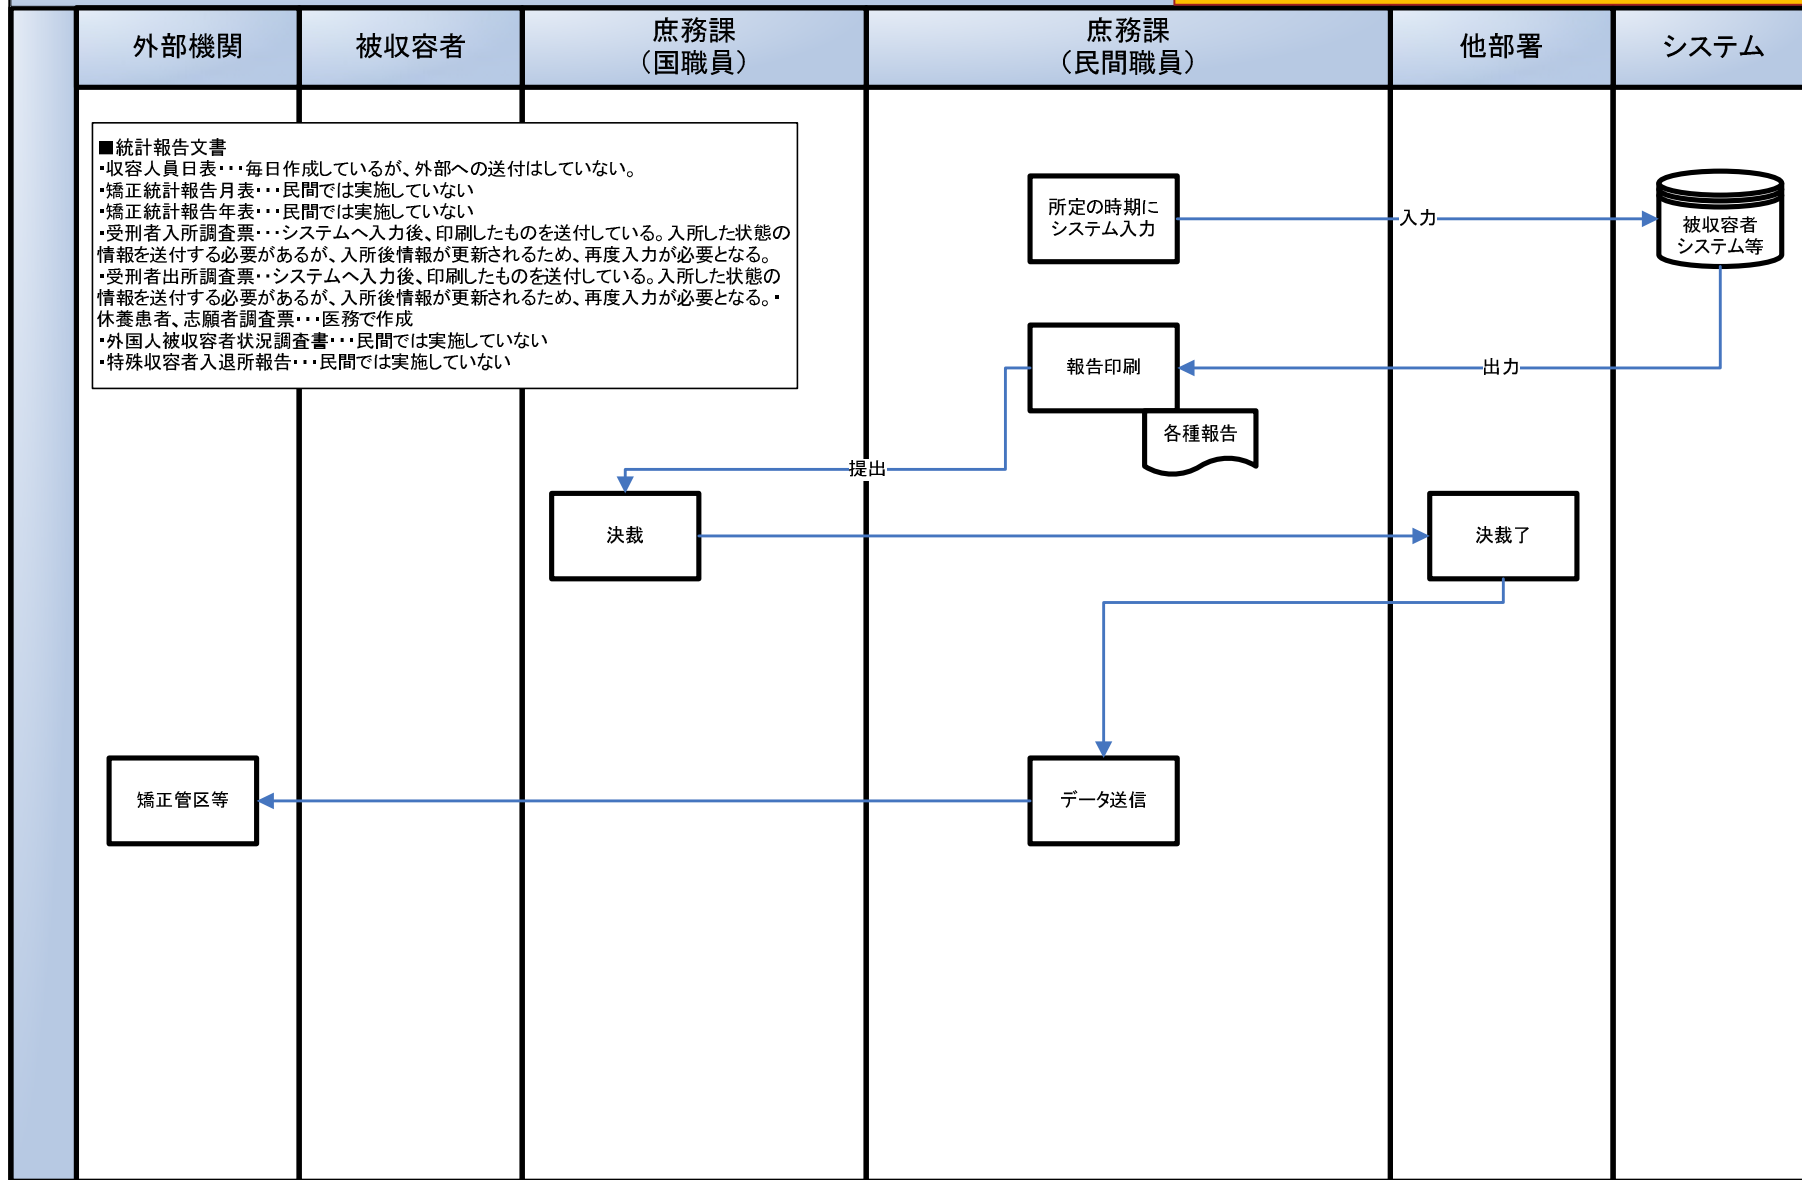 外部機関
被収容者
庶務課
（国職員）
庶務課
（民間職員）
他部署
システム
■統計報告文書
・収容人員日表・・・毎日作成しているが、外部への送付はしていない。
・矯正統計報告月表・・・民間では実施していない
・矯正統計報告年表・・・民間では実施していない
・受刑者入所調査票・・・システムへ入力後、印刷したものを送付している。入所した状態の
情報を送付する必要があるが、入所後情報が更新されるため、再度入力が必要となる。
・受刑者出所調査票・・システムへ入力後、印刷したものを送付している。入所した状態の
情報を送付する必要があるが、入所後情報が更新されるため、再度入力が必要となる。・
休養患者、志願者調査票・・・医務で作成
・外国人被収容者状況調査書・・・民間では実施していない
・特殊収容者入退所報告・・・民間では実施していない
所定の時期に
システム入力
入力
被収容者
システム等
報告印刷
出力
各種報告
提出
決裁
決裁了
矯正管区等
データ送信